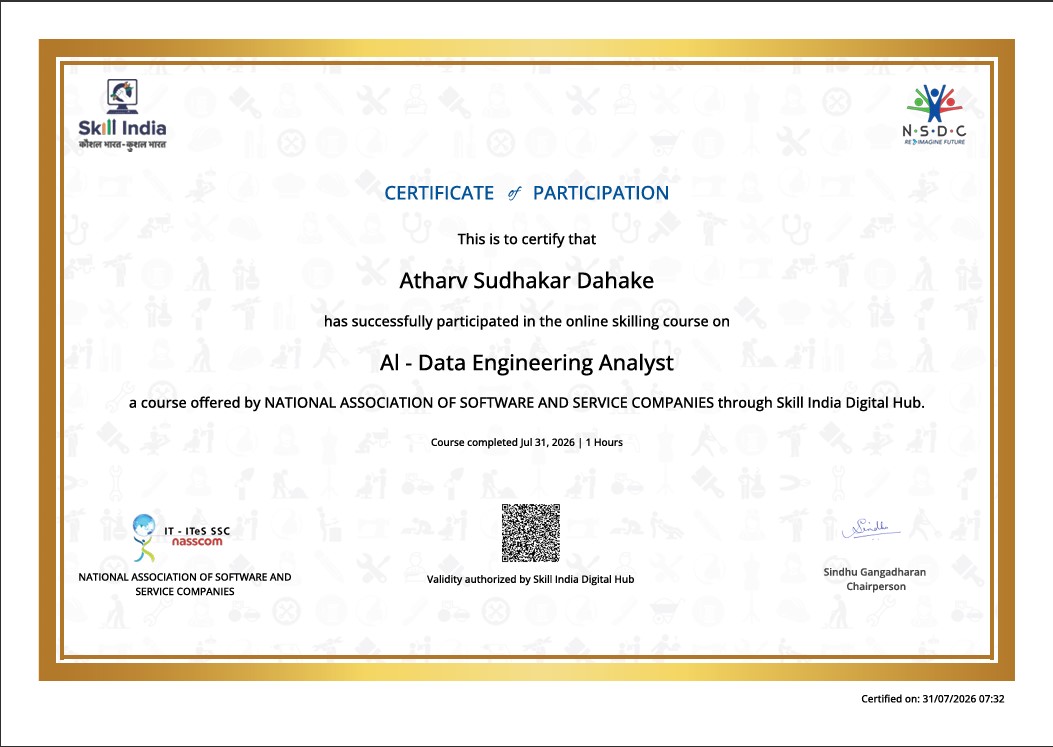 Skill India
कौशल भारत-कुशल भारत
N·S·D·C
RE IMAGINE FUTURE
CERTIFICATE of PARTICIPATION
This is to certify that
Atharv Sudhakar Dahake
has successfully participated in the online skilling course on
Al - Data Engineering Analyst
a course offered by NATIONAL ASSOCIATION OF SOFTWARE AND SERVICE COMPANIES through Skill India Digital Hub.
Course completed Jul 31, 2026 | 1 Hours
IT - ITeS SSC
nasscom
NATIONAL ASSOCIATION OF SOFTWARE AND
SERVICE COMPANIES
Validity authorized by Skill India Digital Hub
Sindhu
Sindhu Gangadharan
Chairperson
Certified on: 31/07/2026 07:32